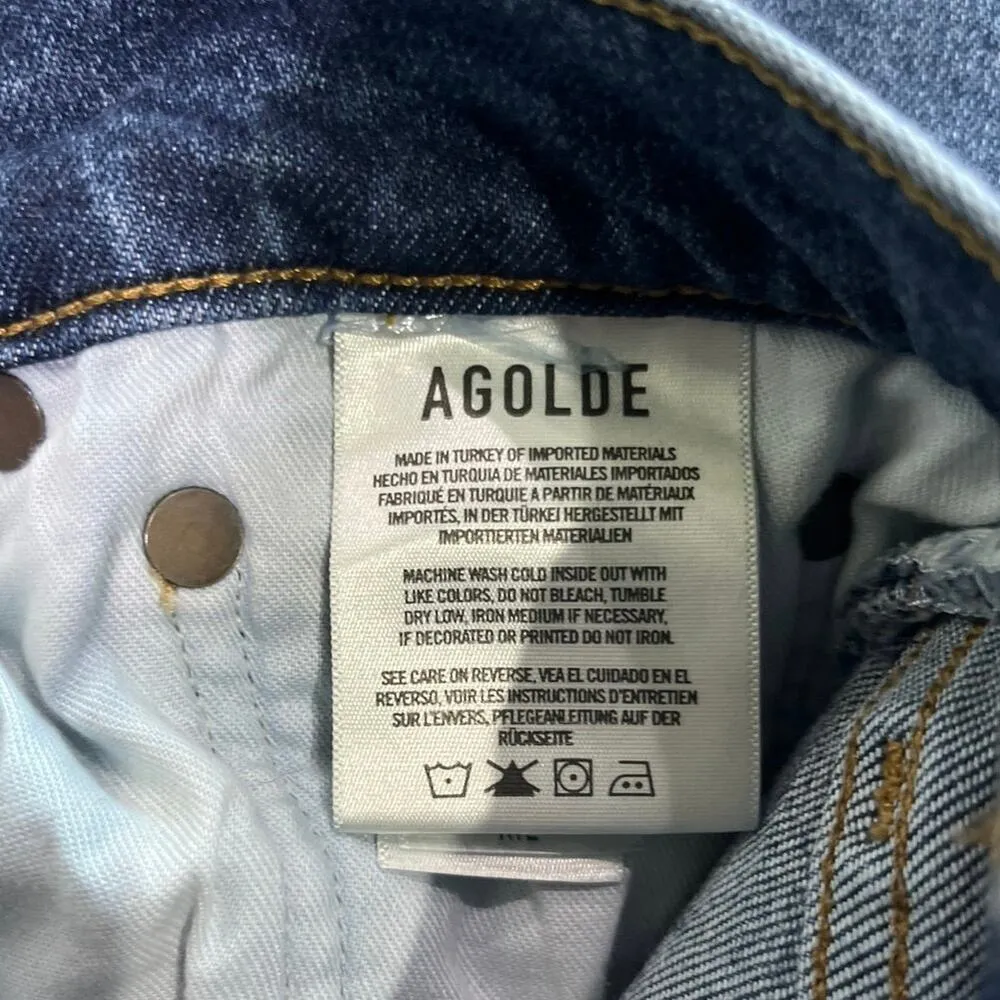 AGOLDE
MADE IN TURKEY OF IMPORTED MATERIALS
HECHO EN TURQUIA DE MATERIALES IMPORTADOS
FABRIQUÉ EN TURQUIE A PARTIR DE MATÉRIAUX
IMPORTÉS, IN DER TÜRKEI HERGESTELLT MIT
IMPORTIERTEN MATERIALIEN
MACHINE WASH COLD INSIDE OUT WITH
LIKE COLORS, DO NOT BLEACH, TUMBLE
DRY LOW, IRON MEDIUM IF NECESSARY,
IF DECORATED OR PRINTED DO NOT IRON.
SEE CARE ON REVERSE, VEA EL CUIDADO EN EL
REVERSO, VOIR LES INSTRUCTIONS D'ENTRETIEN
SUR L'ENVERS, PFLEGEANLEITUNG AUF DER
RÜCKSEITE